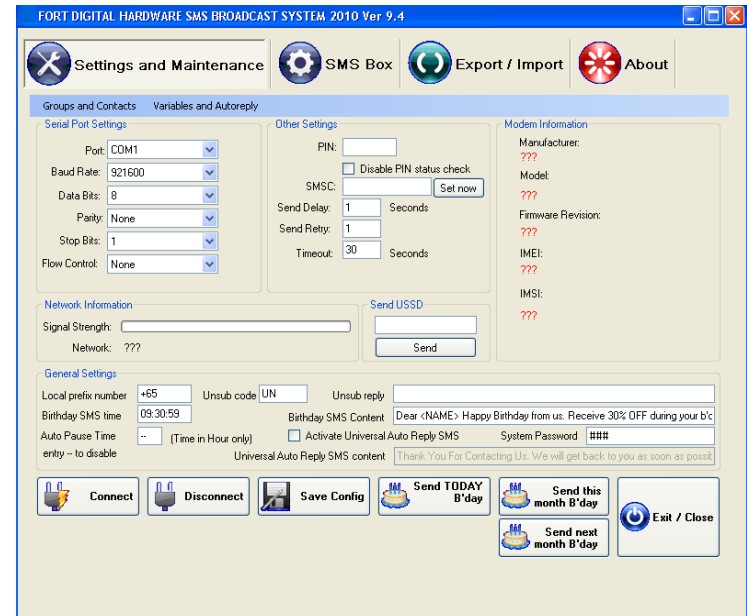 FORT DIGITAL HARDWARE SMS BROADCAST SYSTEM 2010 Ver 9.4
Settings and Maintenance SMS Box Export / Import About
Groups and Contacts Variables and Autoreply
Serial Port Settings
Port: COM1
Baud Rate: 921600
Data Bits: 8
Parity: None
Stop Bits: 1
Flow Control: None
Other Settings
PIN:
Disable PIN status check
SMSC: Set now
Send Delay: 1 Seconds
Send Retry: 1
Timeout: 30 Seconds
Modem Information
Manufacturer:
???
Model:
???
Firmware Revision:
???
IMEI:
???
IMSI:
???
Network Information
Signal Strength:
Network: ???
Send USSD
Send
General Settings
Local prefix number +65 Unsub code UN Unsub reply
Birthday SMS time 09:30:59 Birthday SMS Content Dear <NAME> Happy Birthday from us. Receive 30% OFF during your b'c
Auto Pause Time -- (Time in Hour only) Activate Universal Auto Reply SMS System Password ###
entry -- to disable Universal Auto Reply SMS content Thank You For Contacting Us. We will get back to you as soon as possit
Connect Disconnect Save Config
Send TODAY
B'day
Send this
month B'day
Send next
month B'day
Exit / Close